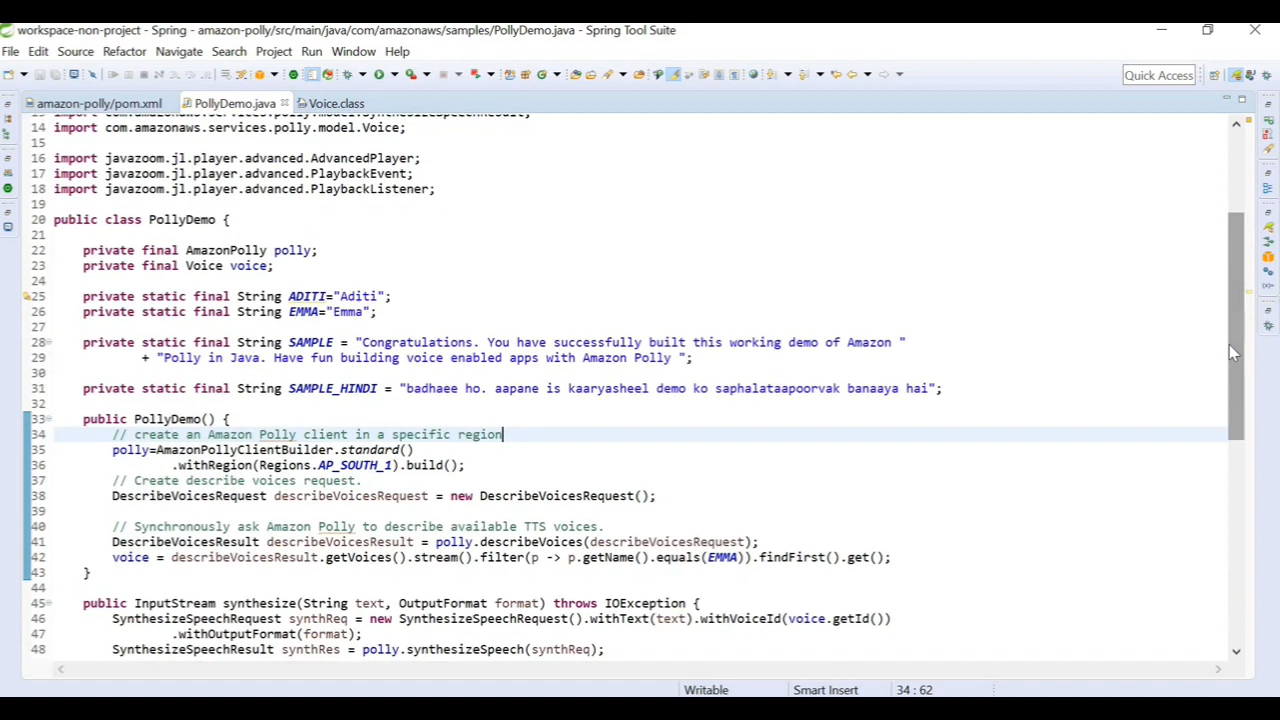 workspace-non-project - Spring - amazon-polly/src/main/java/com/amazonaws/samples/PollyDemo.java - Spring Tool Suite
File Edit Source Refactor Navigate Search Project Run Window Help
Quick Access
amazon-polly/pom.xml PollyDemo.java Voice.class
13 import com.amazonaws.services.polly.model.SynthesizeSpeechResult;
14 import com.amazonaws.services.polly.model.Voice;
15
16 import javazoom.jl.player.advanced.AdvancedPlayer;
17 import javazoom.jl.player.advanced.PlaybackEvent;
18 import javazoom.jl.player.advanced.PlaybackListener;
19
20 public class PollyDemo {
21
22 private final AmazonPolly polly;
23 private final Voice voice;
24
25 private static final String ADITI="Aditi";
26 private static final String EMMA="Emma";
27
28 private static final String SAMPLE = "Congratulations. You have successfully built this working demo of Amazon "
29 + "Polly in Java. Have fun building voice enabled apps with Amazon Polly ";
30
31 private static final String SAMPLE_HINDI = "badhaee ho. aapane is kaaryasheel demo ko saphalataapoorvak banaaya hai";
32
33 public PollyDemo() {
34 // create an Amazon Polly client in a specific region
35 polly=AmazonPollyClientBuilder.standard()
36 .withRegion(Regions.AP_SOUTH_1).build();
37 // Create describe voices request.
38 DescribeVoicesRequest describeVoicesRequest = new DescribeVoicesRequest();
39
40 // Synchronously ask Amazon Polly to describe available TTS voices.
41 DescribeVoicesResult describeVoicesResult = polly.describeVoices(describeVoicesRequest);
42 voice = describeVoicesResult.getVoices().stream().filter(p -> p.getName().equals(EMMA)).findFirst().get();
43 }
44
45 public InputStream synthesize(String text, OutputFormat format) throws IOException {
46 SynthesizeSpeechRequest synthReq = new SynthesizeSpeechRequest().withText(text).withVoiceId(voice.getId())
47 .withOutputFormat(format);
48 SynthesizeSpeechResult synthRes = polly.synthesizeSpeech(synthReq);
Writable Smart Insert 34 : 62